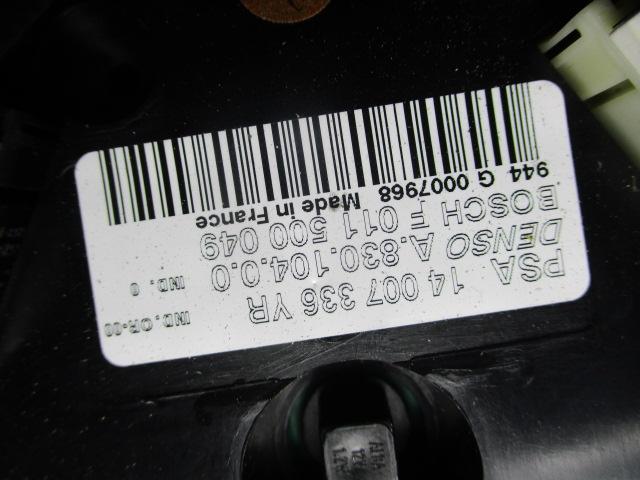 PSA 14 007 336 YR IND.OR-00
DENSO A.830.104.0.0 IND. 0
BOSCH F 011 500 049
944 G 0007968 Made in France